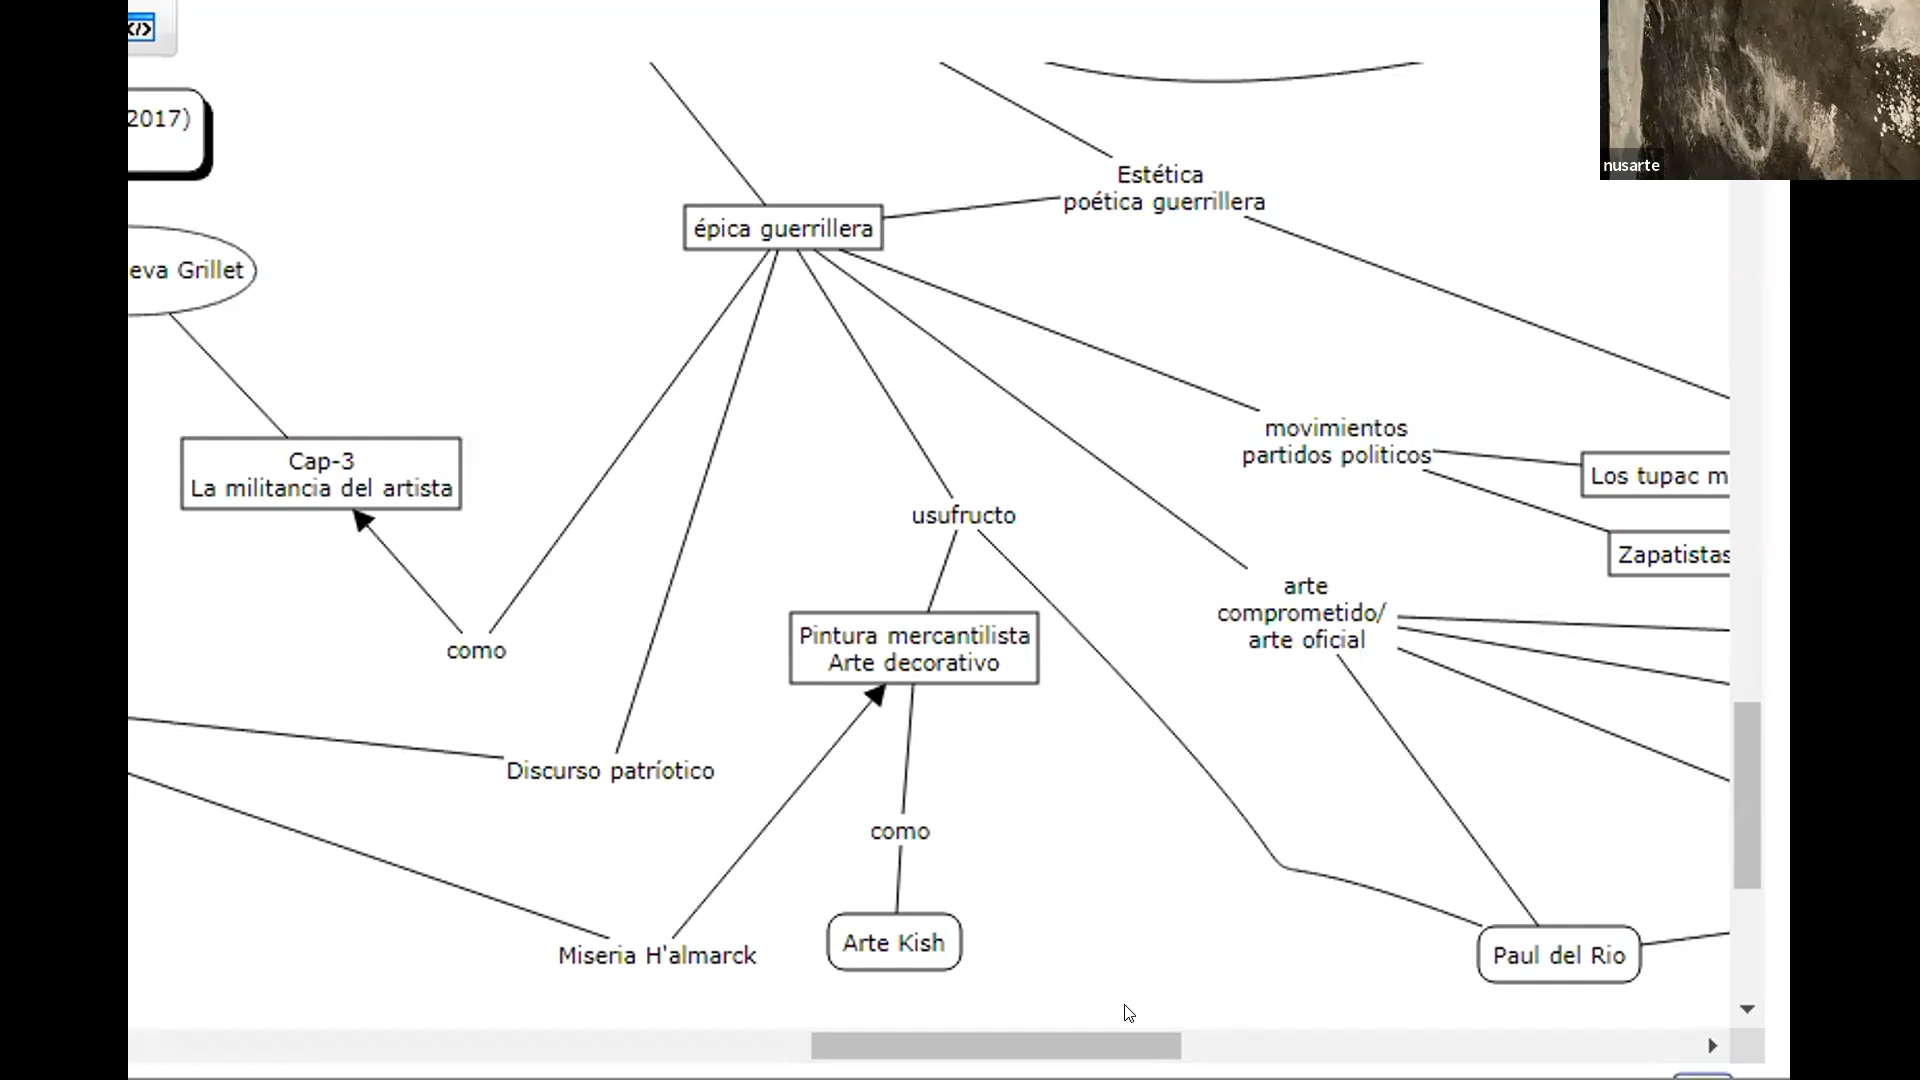 </>
2017)
nusarte
Estética
poética guerrillera
épica guerrillera
eva Grillet
movimientos
partidos politicos
Cap-3
La militancia del artista
Los tupac m
usufructo
Zapatistas
arte
comprometido/
arte oficial
Pintura mercantilista
Arte decorativo
como
Discurso patríotico
como
Arte Kish
Miseria H'almarck
Paul del Rio